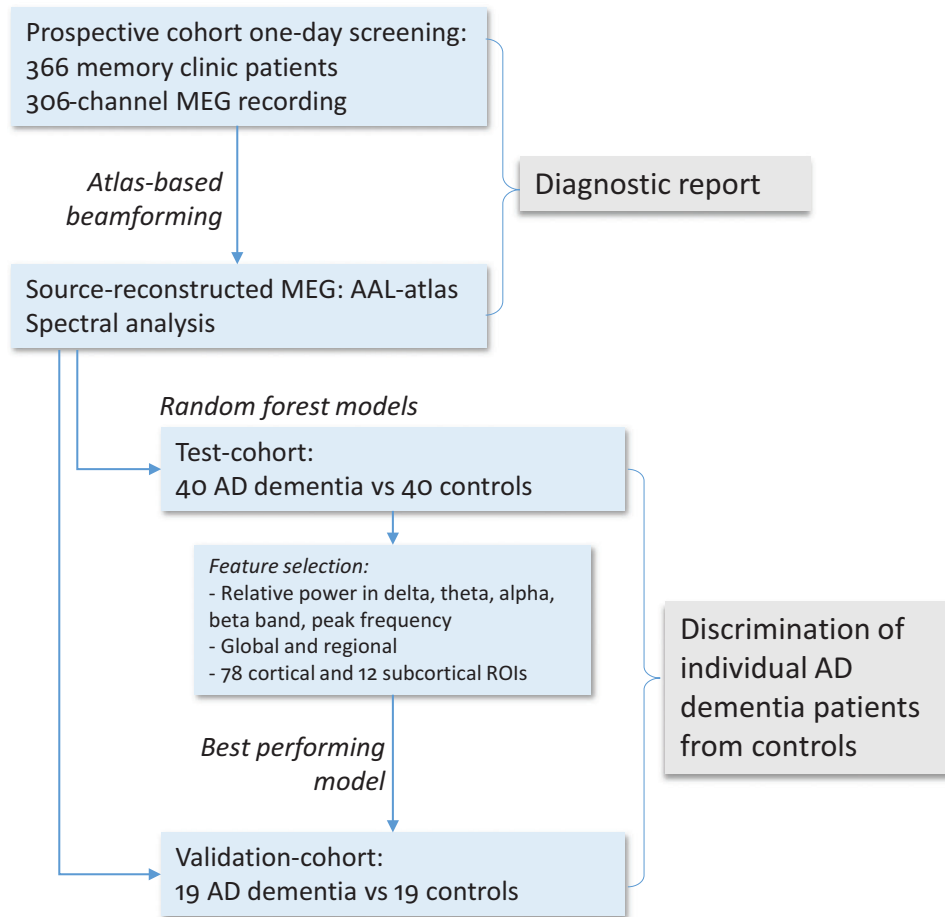 Prospective cohort one-day screening:
366 memory clinic patients
306-channel MEG recording
Atlas-based
beamforming
Diagnostic report
Source-reconstructed MEG: AAL-atlas
Spectral analysis
Random forest models
Test-cohort:
40 AD dementia vs 40 controls
Feature selection:
- Relative power in delta, theta, alpha,
beta band, peak frequency
- Global and regional
- 78 cortical and 12 subcortical ROIs
Discrimination of
individual AD
dementia patients
from controls
Best performing
model
Validation-cohort:
19 AD dementia vs 19 controls